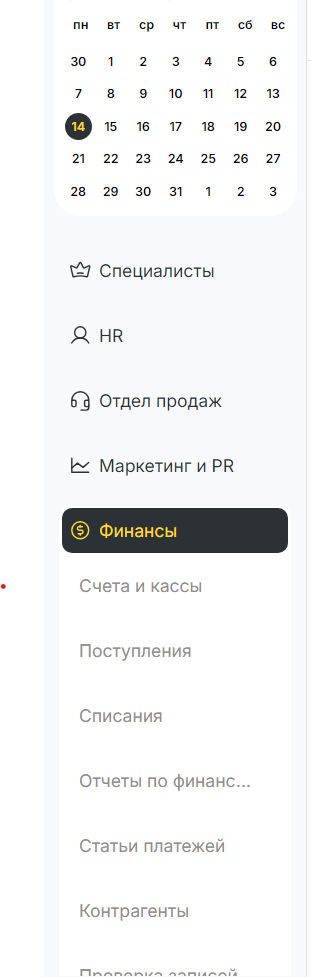 пн вт ср чт пт сб вс
30 1 2 3 4 5 6
7 8 9 10 11 12 13
14 15 16 17 18 19 20
21 22 23 24 25 26 27
28 29 30 31 1 2 3
Специалисты
HR
Отдел продаж
Маркетинг и PR
Финансы
Счета и кассы
Поступления
Списания
Отчеты по финанс...
Статьи платежей
Контрагенты
Проверка записей